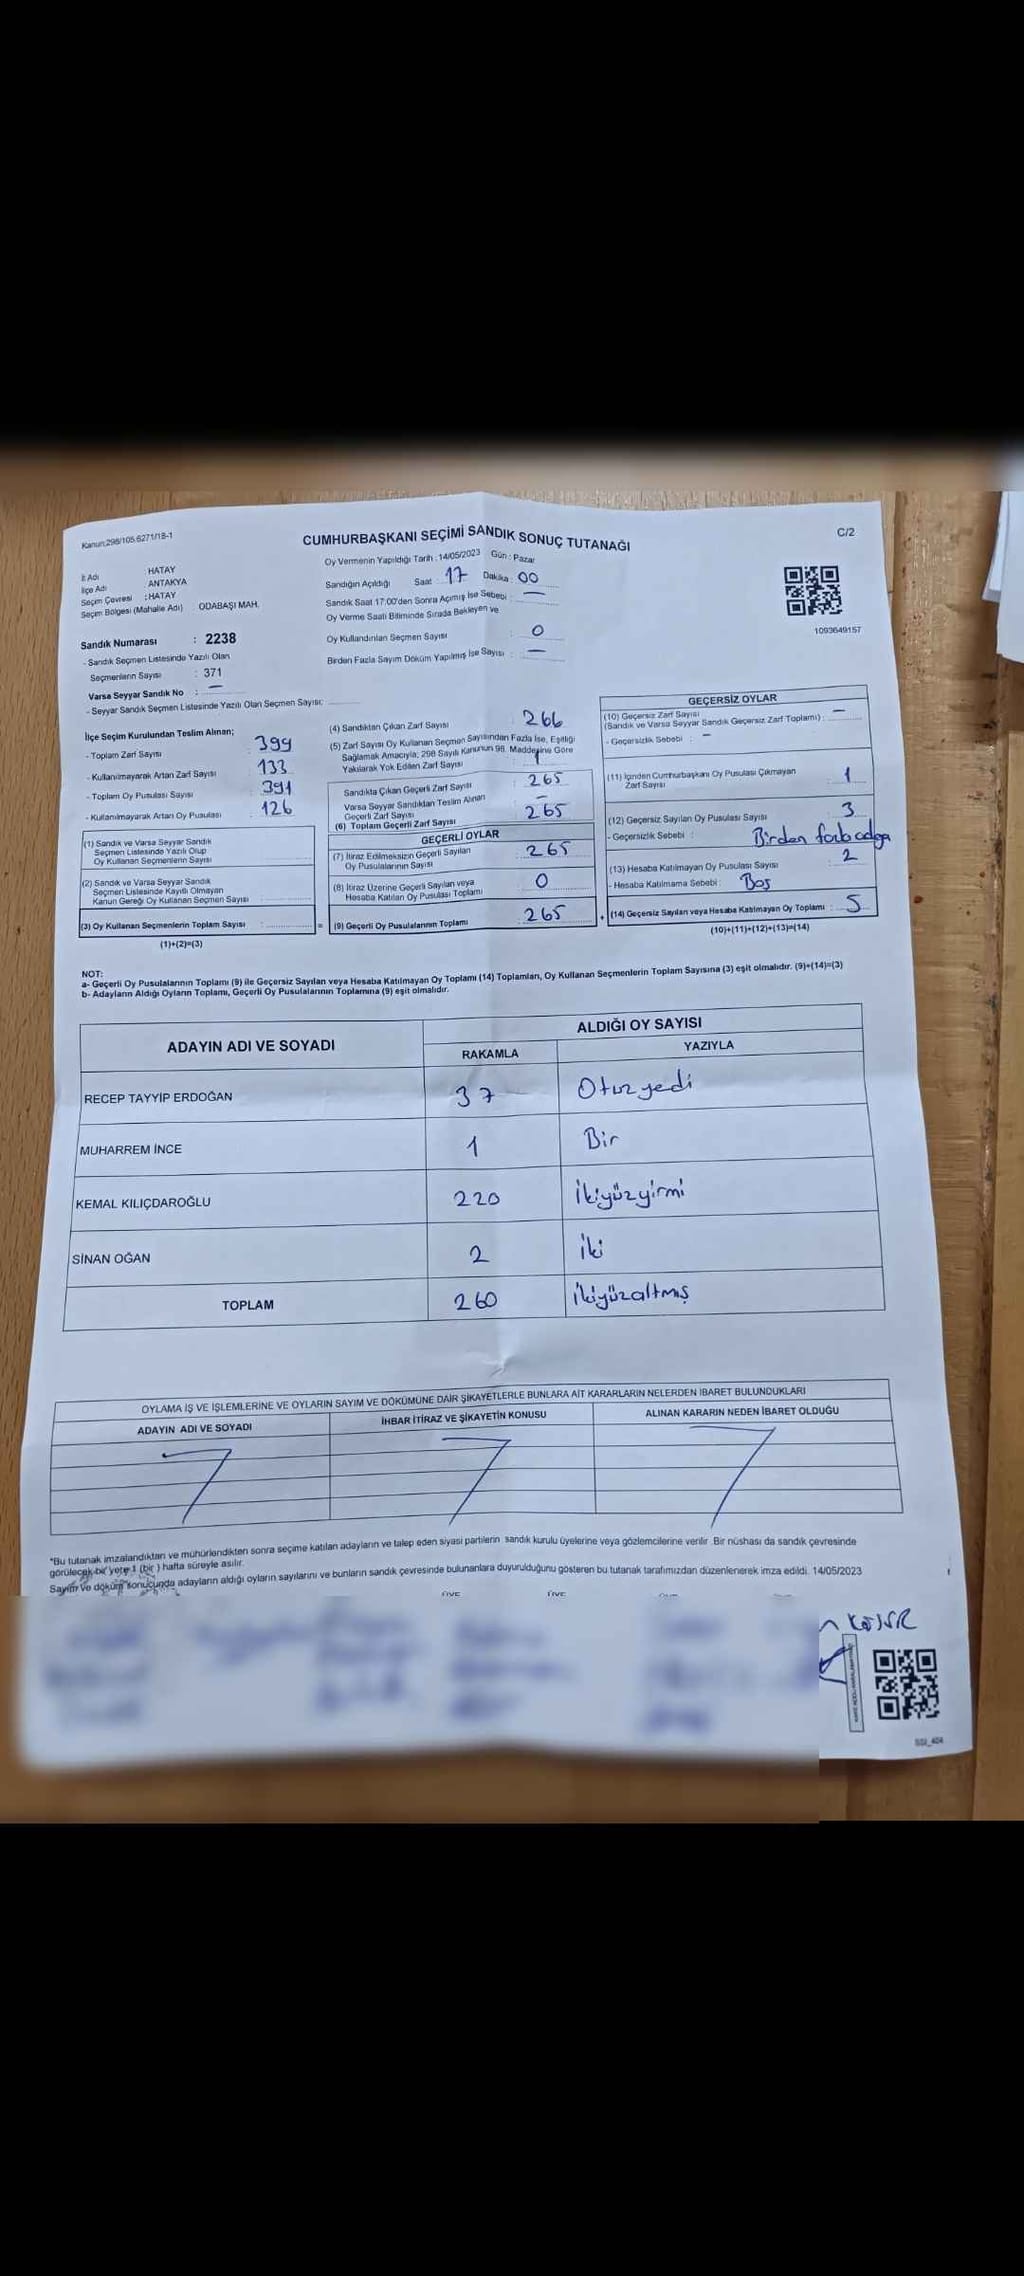 Kanun:298/105,6271/18-1
CUMHURBAŞKANI SEÇİMİ SANDIK SONUÇ TUTANAĞI
C/2
İl Adı : HATAY
İlçe Adı : ANTAKYA
Seçim Çevresi : HATAY
Seçim Bölgesi (Mahalle Adı) ODABAŞI MAH.
Oy Vermenin Yapıldığı Tarih : 14/05/2023 Gün : Pazar
Sandığın Açıldığı Saat : 17 Dakika : 00
Sandık Saat 17:00'den Sonra Açılmış İse Sebebi : —
Oy Verme Saati Bitiminde Sırada Bekleyen ve
Oy Kullandırılan Seçmen Sayısı : 0
Birden Fazla Sayım Döküm Yapılmış İse Sayısı : —
1093649157
Sandık Numarası : 2238
- Sandık Seçmen Listesinde Yazılı Olan
Seçmenlerin Sayısı : 371
Varsa Seyyar Sandık No : —
- Seyyar Sandık Seçmen Listesinde Yazılı Olan Seçmen Sayısı:
İlçe Seçim Kurulundan Teslim Alınan;
- Toplam Zarf Sayısı : 399
- Kullanılmayarak Artan Zarf Sayısı : 133
- Toplam Oy Pusulası Sayısı : 391
- Kullanılmayarak Artan Oy Pusulası : 126
(1) Sandık ve Varsa Seyyar Sandık
Seçmen Listesinde Yazılı Olup
Oy Kullanan Seçmenlerin Sayısı :
(2) Sandık ve Varsa Seyyar Sandık
Seçmen Listesinde Kayıtlı Olmayan
Kanun Gereği Oy Kullanan Seçmen Sayısı :
(3) Oy Kullanan Seçmenlerin Toplam Sayısı : =
(1)+(2)=(3)
(4) Sandıktan Çıkan Zarf Sayısı : 266
(5) Zarf Sayısı Oy Kullanan Seçmen Sayısından Fazla İse, Eşitliği
Sağlamak Amacıyla; 298 Sayılı Kanunun 98. Maddesine Göre
Yakılarak Yok Edilen Zarf Sayısı : 1
Sandıkta Çıkan Geçerli Zarf Sayısı : 265
Varsa Seyyar Sandıktan Teslim Alınan
Geçerli Zarf Sayısı : —
(6) Toplam Geçerli Zarf Sayısı : 265
GEÇERLİ OYLAR
(7) İtiraz Edilmeksizin Geçerli Sayılan
Oy Pusulalarının Sayısı : 265
(8) İtiraz Üzerine Geçerli Sayılan veya
Hesaba Katılan Oy Pusulası Toplamı : 0
(9) Geçerli Oy Pusulalarının Toplamı : 265 +
GEÇERSİZ OYLAR
(10) Geçersiz Zarf Sayısı
(Sandık ve Varsa Seyyar Sandık Geçersiz Zarf Toplamı) : —
- Geçersizlik Sebebi : —
(11) İçinden Cumhurbaşkanı Oy Pusulası Çıkmayan
Zarf Sayısı : 1
(12) Geçersiz Sayılan Oy Pusulası Sayısı : 3
- Geçersizlik Sebebi : Birden
(13) Hesaba Katılmayan Oy Pusulası Sayısı : 2
- Hesaba Katılmama Sebebi : Boş
(14) Geçersiz Sayılan veya Hesaba Katılmayan Oy Toplamı : 5
(10)+(11)+(12)+(13)=(14)
NOT:
a- Geçerli Oy Pusulalarının Toplamı (9) ile Geçersiz Sayılan veya Hesaba Katılmayan Oy Toplamı (14) Toplamları, Oy Kullanan Seçmenlerin Toplam Sayısına (3) eşit olmalıdır. (9)+(14)=(3)
b- Adayların Aldığı Oyların Toplamı, Geçerli Oy Pusulalarının Toplamına (9) eşit olmalıdır.
ADAYIN ADI VE SOYADI
ALDIĞI OY SAYISI
RAKAMLA YAZIYLA
RECEP TAYYİP ERDOĞAN 37 Otuzyedi
MUHARREM İNCE 1 Bir
KEMAL KILIÇDAROĞLU 220 İkiyüzyirmi
SİNAN OĞAN 2 İki
TOPLAM 260 İkiyüzaltmış
OYLAMA İŞ VE İŞLEMLERİNE VE OYLARIN SAYIM VE DÖKÜMÜNE DAİR ŞİKAYETLERLE BUNLARA AİT KARARLARIN NELERDEN İBARET BULUNDUKLARI
ADAYIN ADI VE SOYADI İHBAR İTİRAZ VE ŞİKAYETİN KONUSU ALINAN KARARIN NEDEN İBARET OLDUĞU
*Bu tutanak imzalandıktan ve mühürlendikten sonra seçime katılan adayların ve talep eden siyasi partilerin sandık kurulu üyelerine veya gözlemcilerine verilir. Bir nüshası da sandık çevresinde
görülecek bir yere 1 (bir) hafta süreyle asılır.
Sayım ve döküm sonucunda adayların aldığı oyların sayılarını ve bunların sandık çevresinde bulunanlara duyurulduğunu gösteren bu tutanak tarafımızdan düzenlenerek imza edildi. 14/05/2023
SSI_404